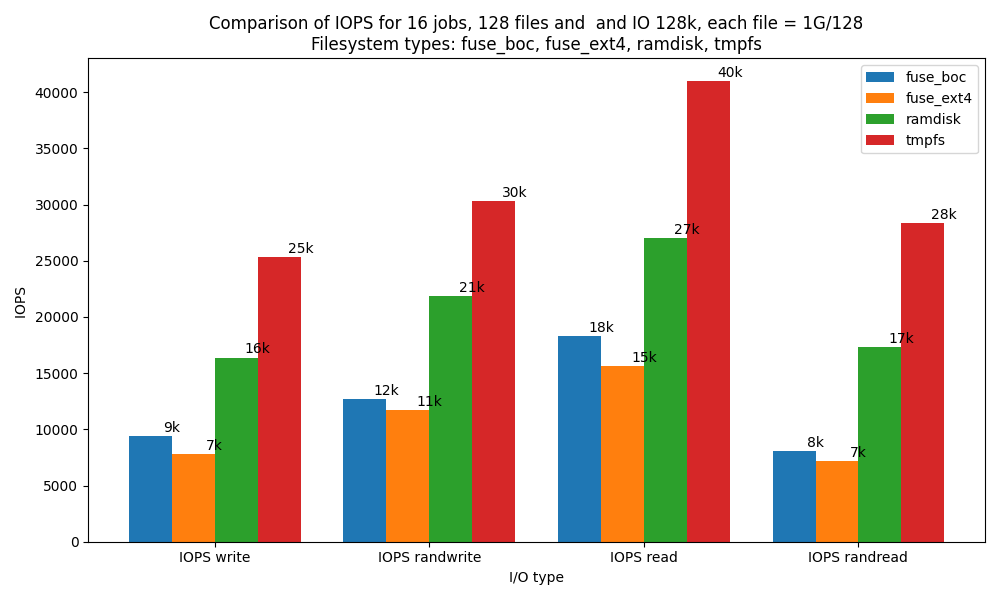 Comparison of IOPS for 16 jobs, 128 files and  and IO 128k, each file = 1G/128
Filesystem types: fuse_boc, fuse_ext4, ramdisk, tmpfs
fuse_boc
fuse_ext4
ramdisk
tmpfs
IOPS
40000
35000
30000
25000
20000
15000
10000
5000
0
9k
7k
16k
25k
12k
11k
21k
30k
18k
15k
27k
40k
8k
7k
17k
28k
IOPS write
IOPS randwrite
IOPS read
IOPS randread
I/O type